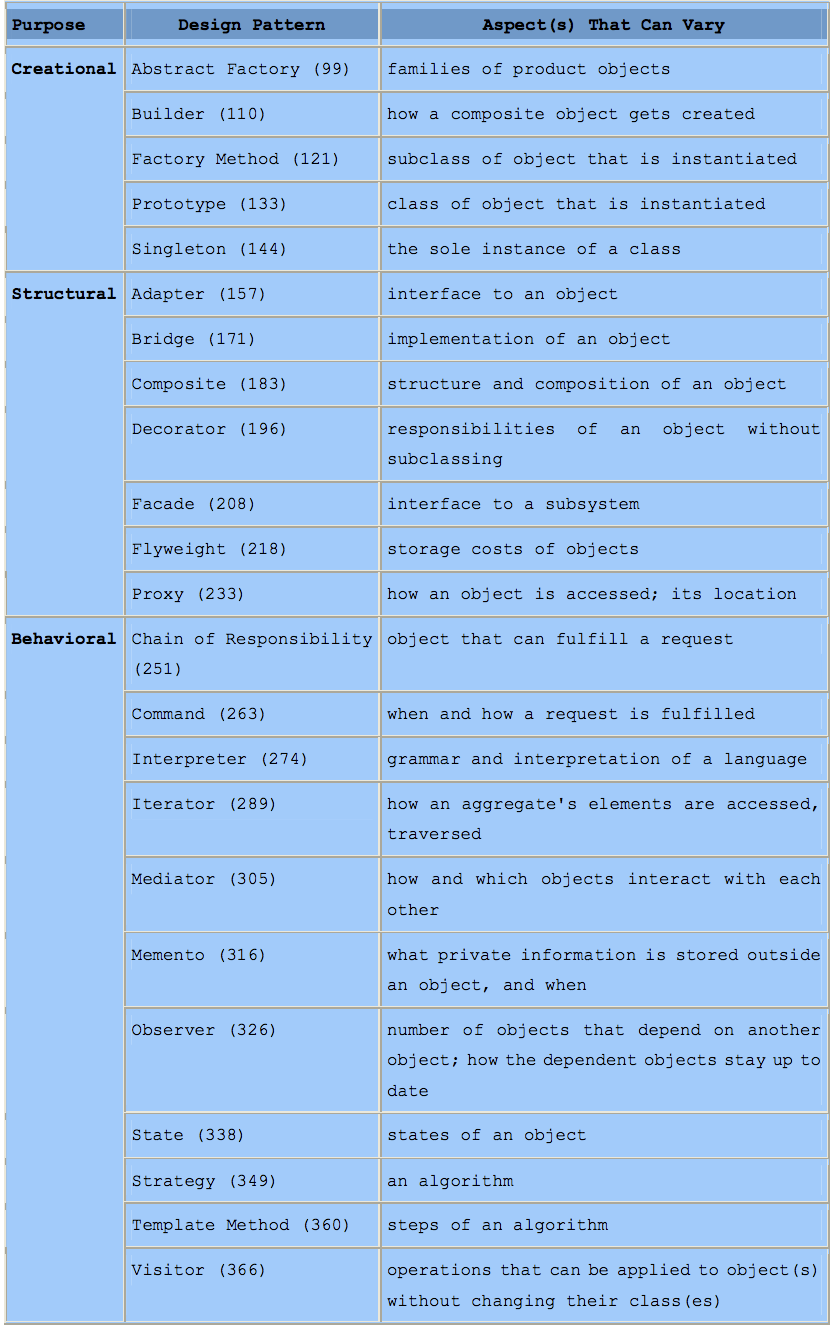 Purpose Design Pattern Aspect(s) That Can Vary
Creational Abstract Factory (99) families of product objects
Builder (110) how a composite object gets created
Factory Method (121) subclass of object that is instantiated
Prototype (133) class of object that is instantiated
Singleton (144) the sole instance of a class
Structural Adapter (157) interface to an object
Bridge (171) implementation of an object
Composite (183) structure and composition of an object
Decorator (196) responsibilities of an object without
subclassing
Facade (208) interface to a subsystem
Flyweight (218) storage costs of objects
Proxy (233) how an object is accessed; its location
Behavioral Chain of Responsibility object that can fulfill a request
(251)
Command (263) when and how a request is fulfilled
Interpreter (274) grammar and interpretation of a language
Iterator (289) how an aggregate's elements are accessed,
traversed
Mediator (305) how and which objects interact with each
other
Memento (316) what private information is stored outside
an object, and when
Observer (326) number of objects that depend on another
object; how the dependent objects stay up to
date
State (338) states of an object
Strategy (349) an algorithm
Template Method (360) steps of an algorithm
Visitor (366) operations that can be applied to object(s)
without changing their class(es)